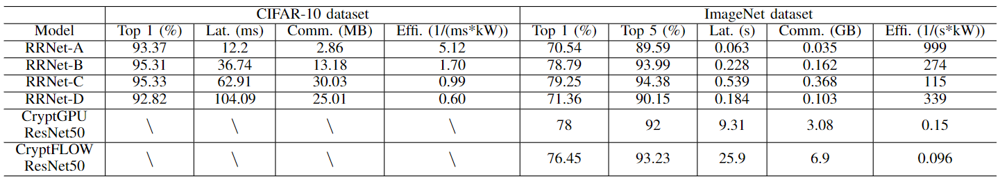 CIFAR-10 dataset ImageNet dataset
Model Top 1 (%) Lat. (ms) Comm. (MB) Effi. (1/(ms*kW)) Top 1 (%) Top 5 (%) Lat. (s) Comm. (GB) Effi. (1/(s*kW))
RRNet-A 93.37 12.2 2.86 5.12 70.54 89.59 0.063 0.035 999
RRNet-B 95.31 36.74 13.18 1.70 78.79 93.99 0.228 0.162 274
RRNet-C 95.33 62.91 30.03 0.99 79.25 94.38 0.539 0.368 115
RRNet-D 92.82 104.09 25.01 0.60 71.36 90.15 0.184 0.103 339
CryptGPU
ResNet50 \ \ \ \ 78 92 9.31 3.08 0.15
CryptFLOW
ResNet50 \ \ \ \ 76.45 93.23 25.9 6.9 0.096